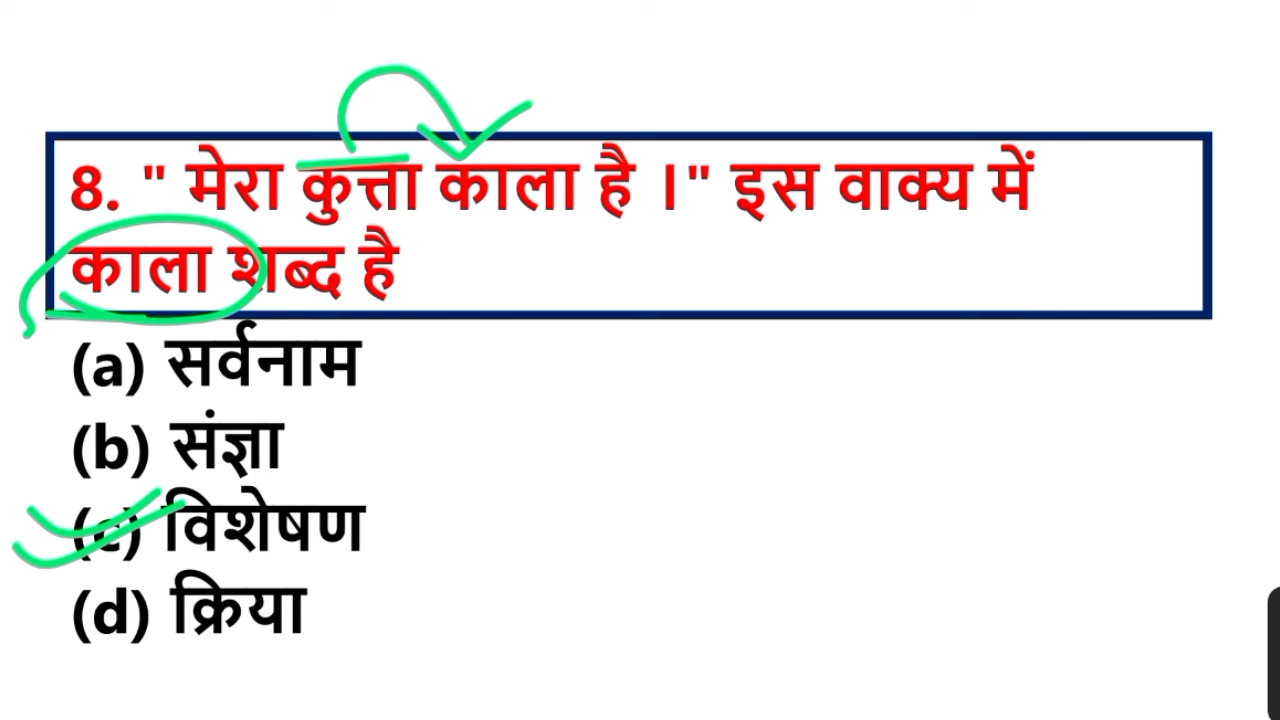 8. " मेरा कुत्ता काला है ।" इस वाक्य में
काला शब्द है
(a) सर्वनाम
(b) संज्ञा
(c) विशेषण
(d) क्रिया